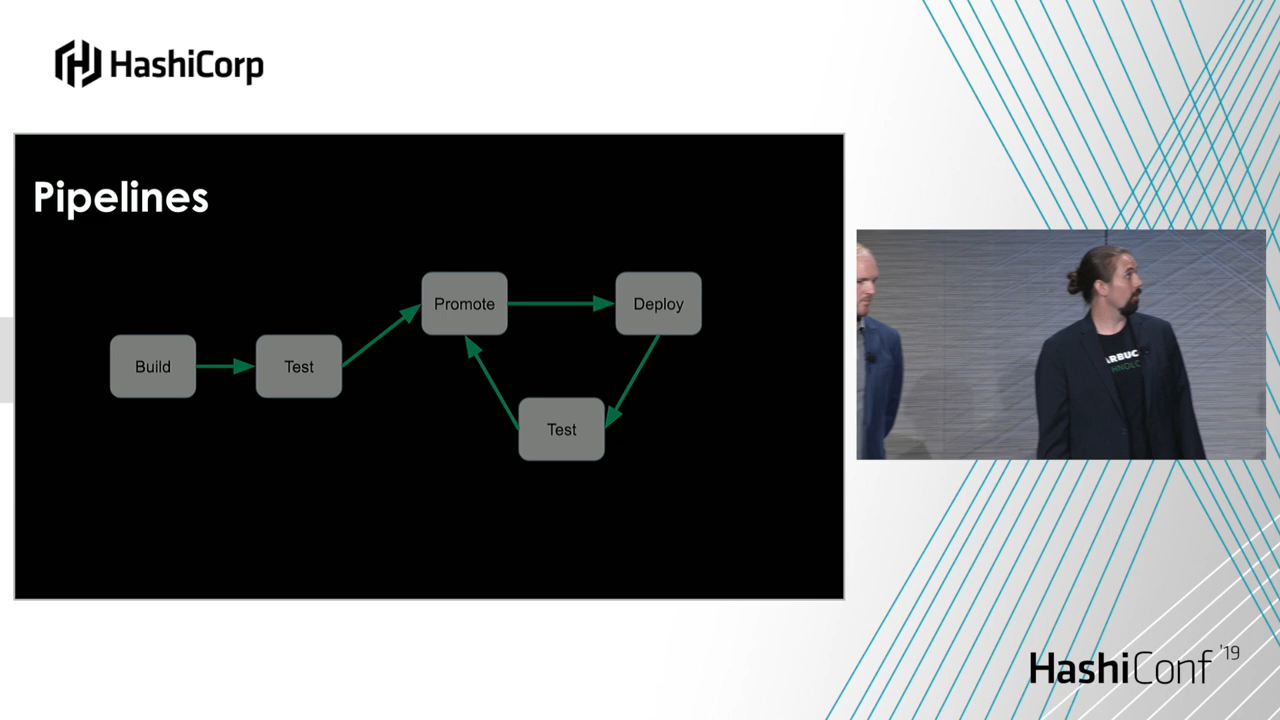 HashiCorp
Pipelines
Promote
Deploy
Build
Test
Test
HashiConf '19